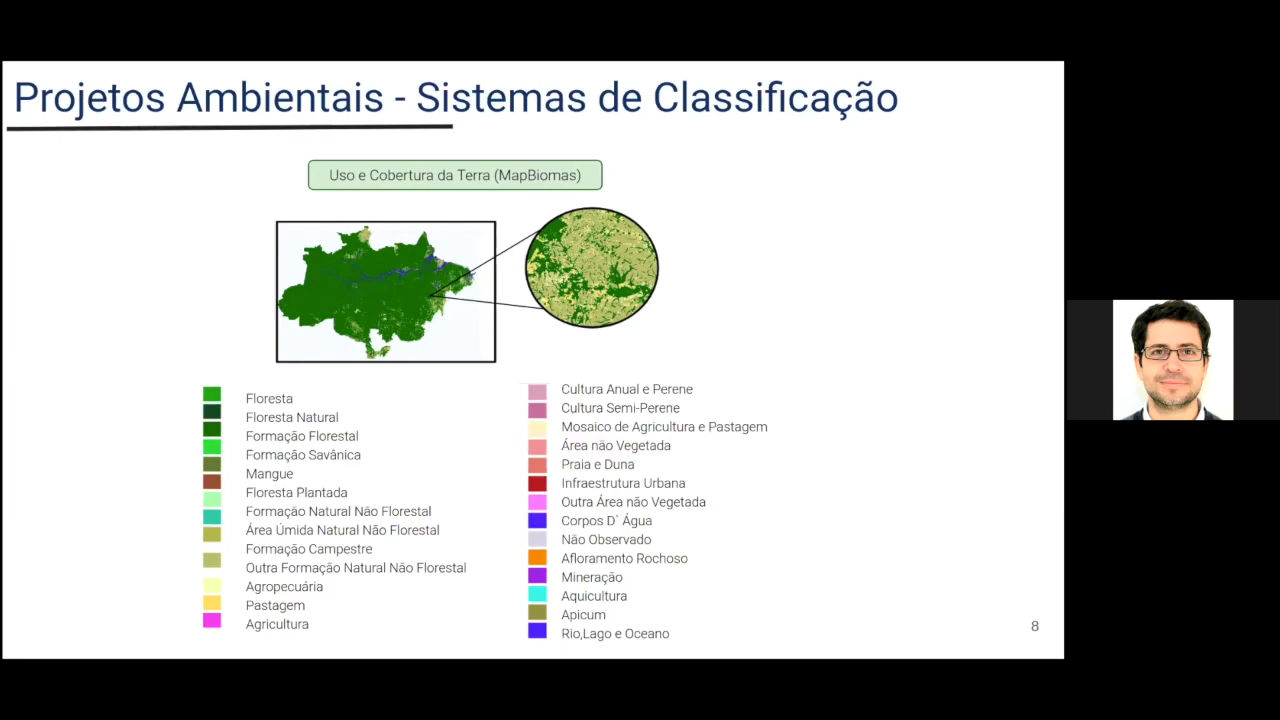 Projetos Ambientais - Sistemas de Classificação
Uso e Cobertura da Terra (MapBiomas)
Floresta
Floresta Natural
Formação Florestal
Formação Savânica
Mangue
Floresta Plantada
Formação Natural Não Florestal
Área Úmida Natural Não Florestal
Formação Campestre
Outra Formação Natural Não Florestal
Agropecuária
Pastagem
Agricultura
Cultura Anual e Perene
Cultura Semi-Perene
Mosaico de Agricultura e Pastagem
Área não Vegetada
Praia e Duna
Infraestrutura Urbana
Outra Área não Vegetada
Corpos D` Água
Não Observado
Afloramento Rochoso
Mineração
Aquicultura
Apicum
Rio,Lago e Oceano
8